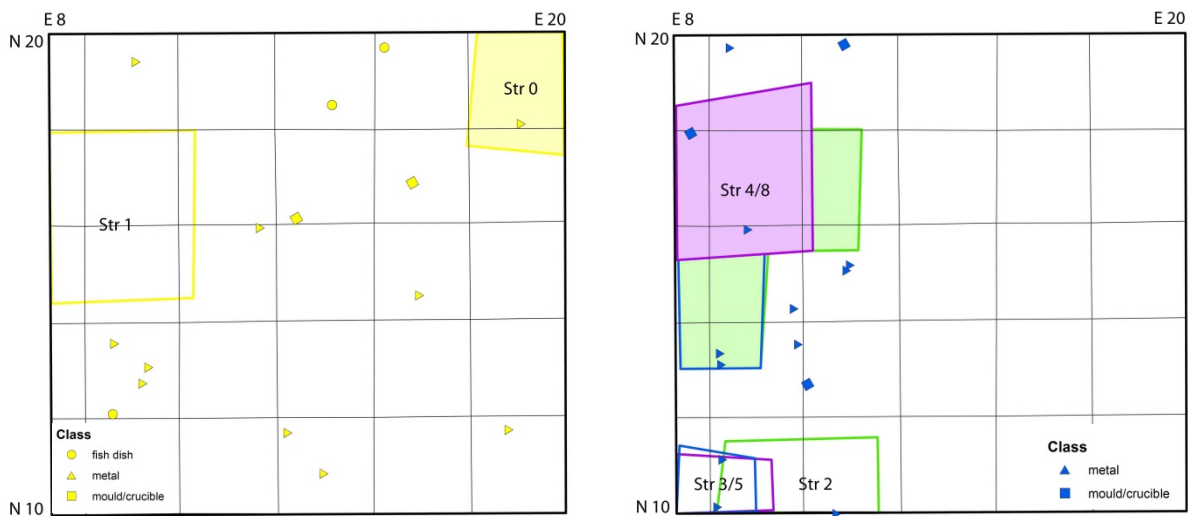 E 8
E 20
N 20
Str 0
Str 1
Class
fish dish
metal
mould/crucible
N 10
E 8
E 20
N 20
Str 4/8
Str 3/5
Str 2
Class
metal
mould/crucible
N 10